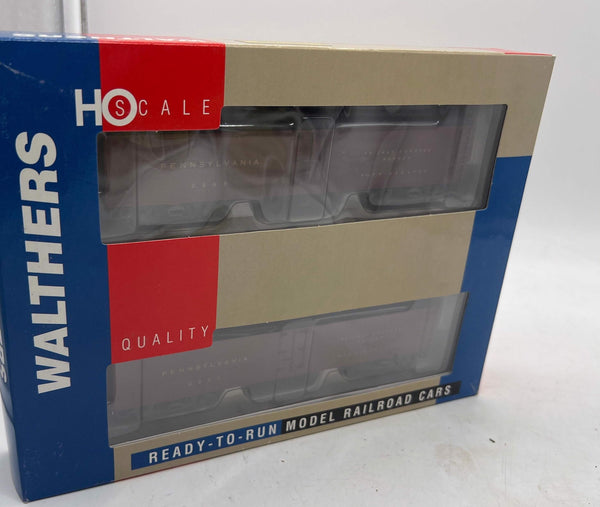 WALTHERS
HO SCALE
PENNSYLVANIA
QUALITY
PENNSYLVANIA
READY-TO-RUN MODEL RAILROAD CARS